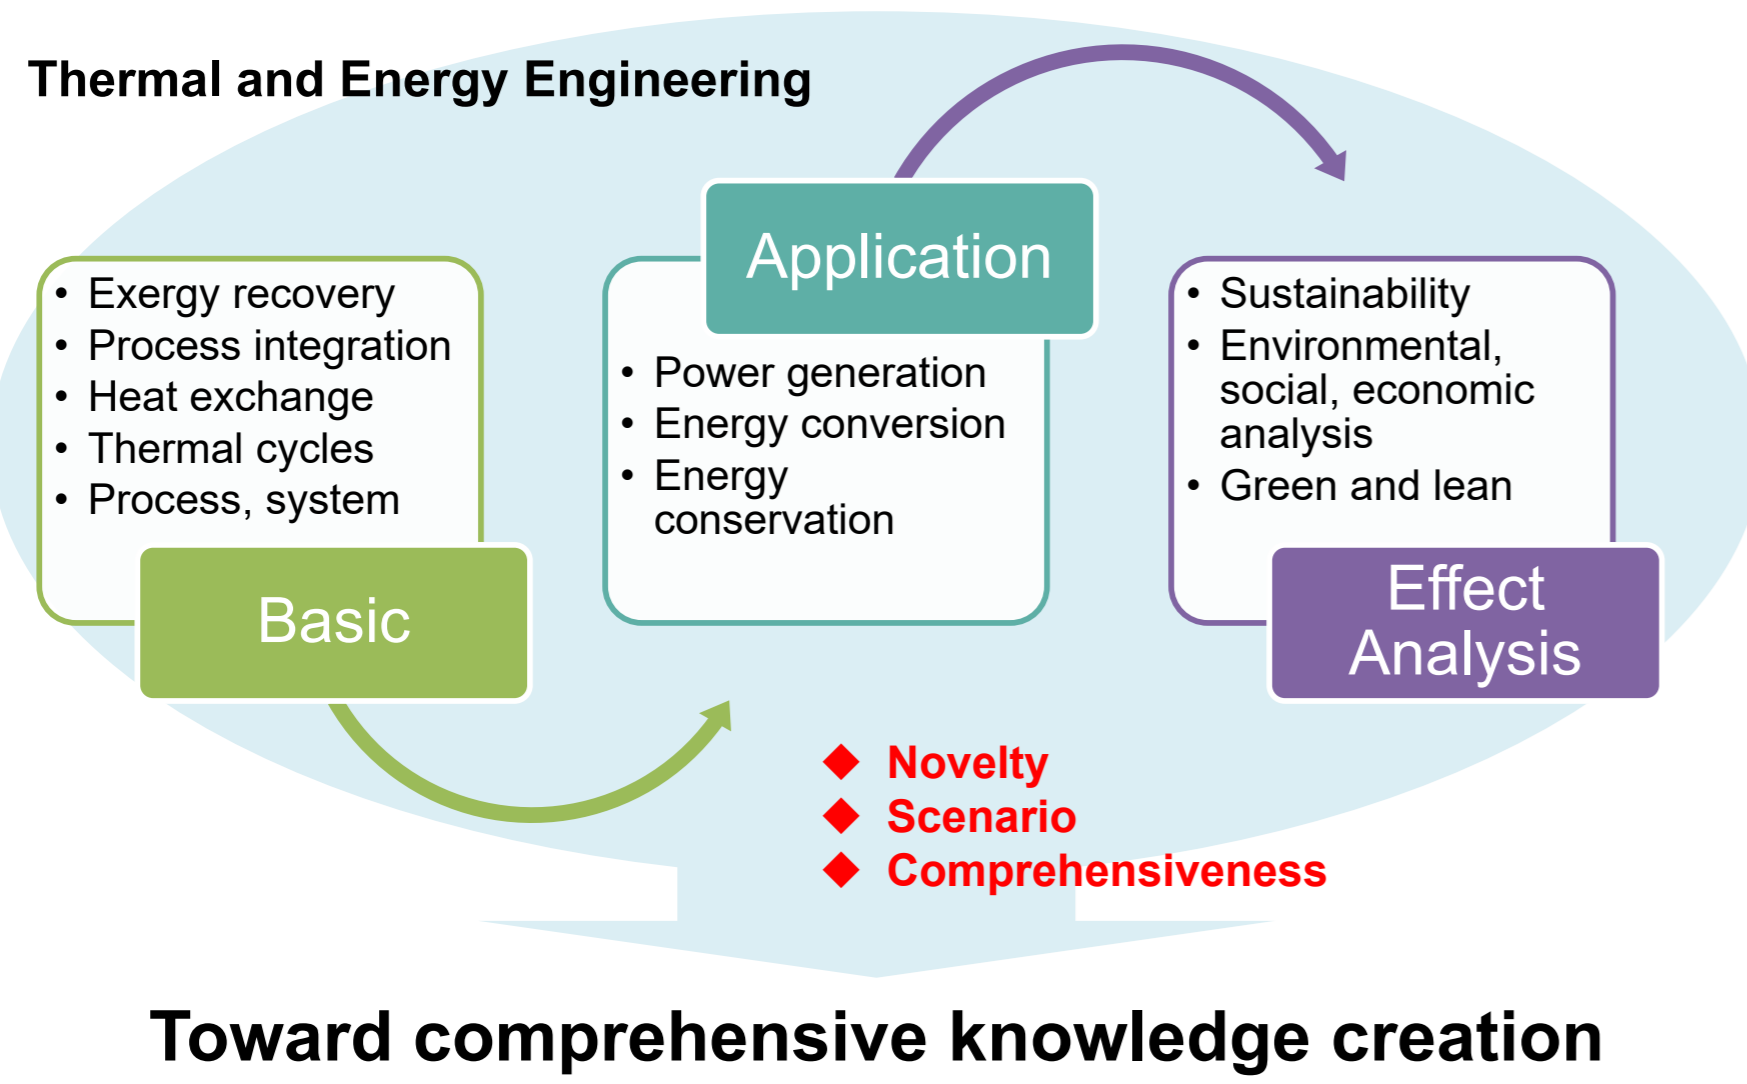 Thermal and Energy Engineering
• Exergy recovery
• Process integration
• Heat exchange
• Thermal cycles
• Process, system
Basic
Application
• Power generation
• Energy conversion
• Energy
conservation
• Sustainability
• Environmental,
social, economic
analysis
• Green and lean
Effect
Analysis
◆ Novelty
◆ Scenario
◆ Comprehensiveness
Toward comprehensive knowledge creation